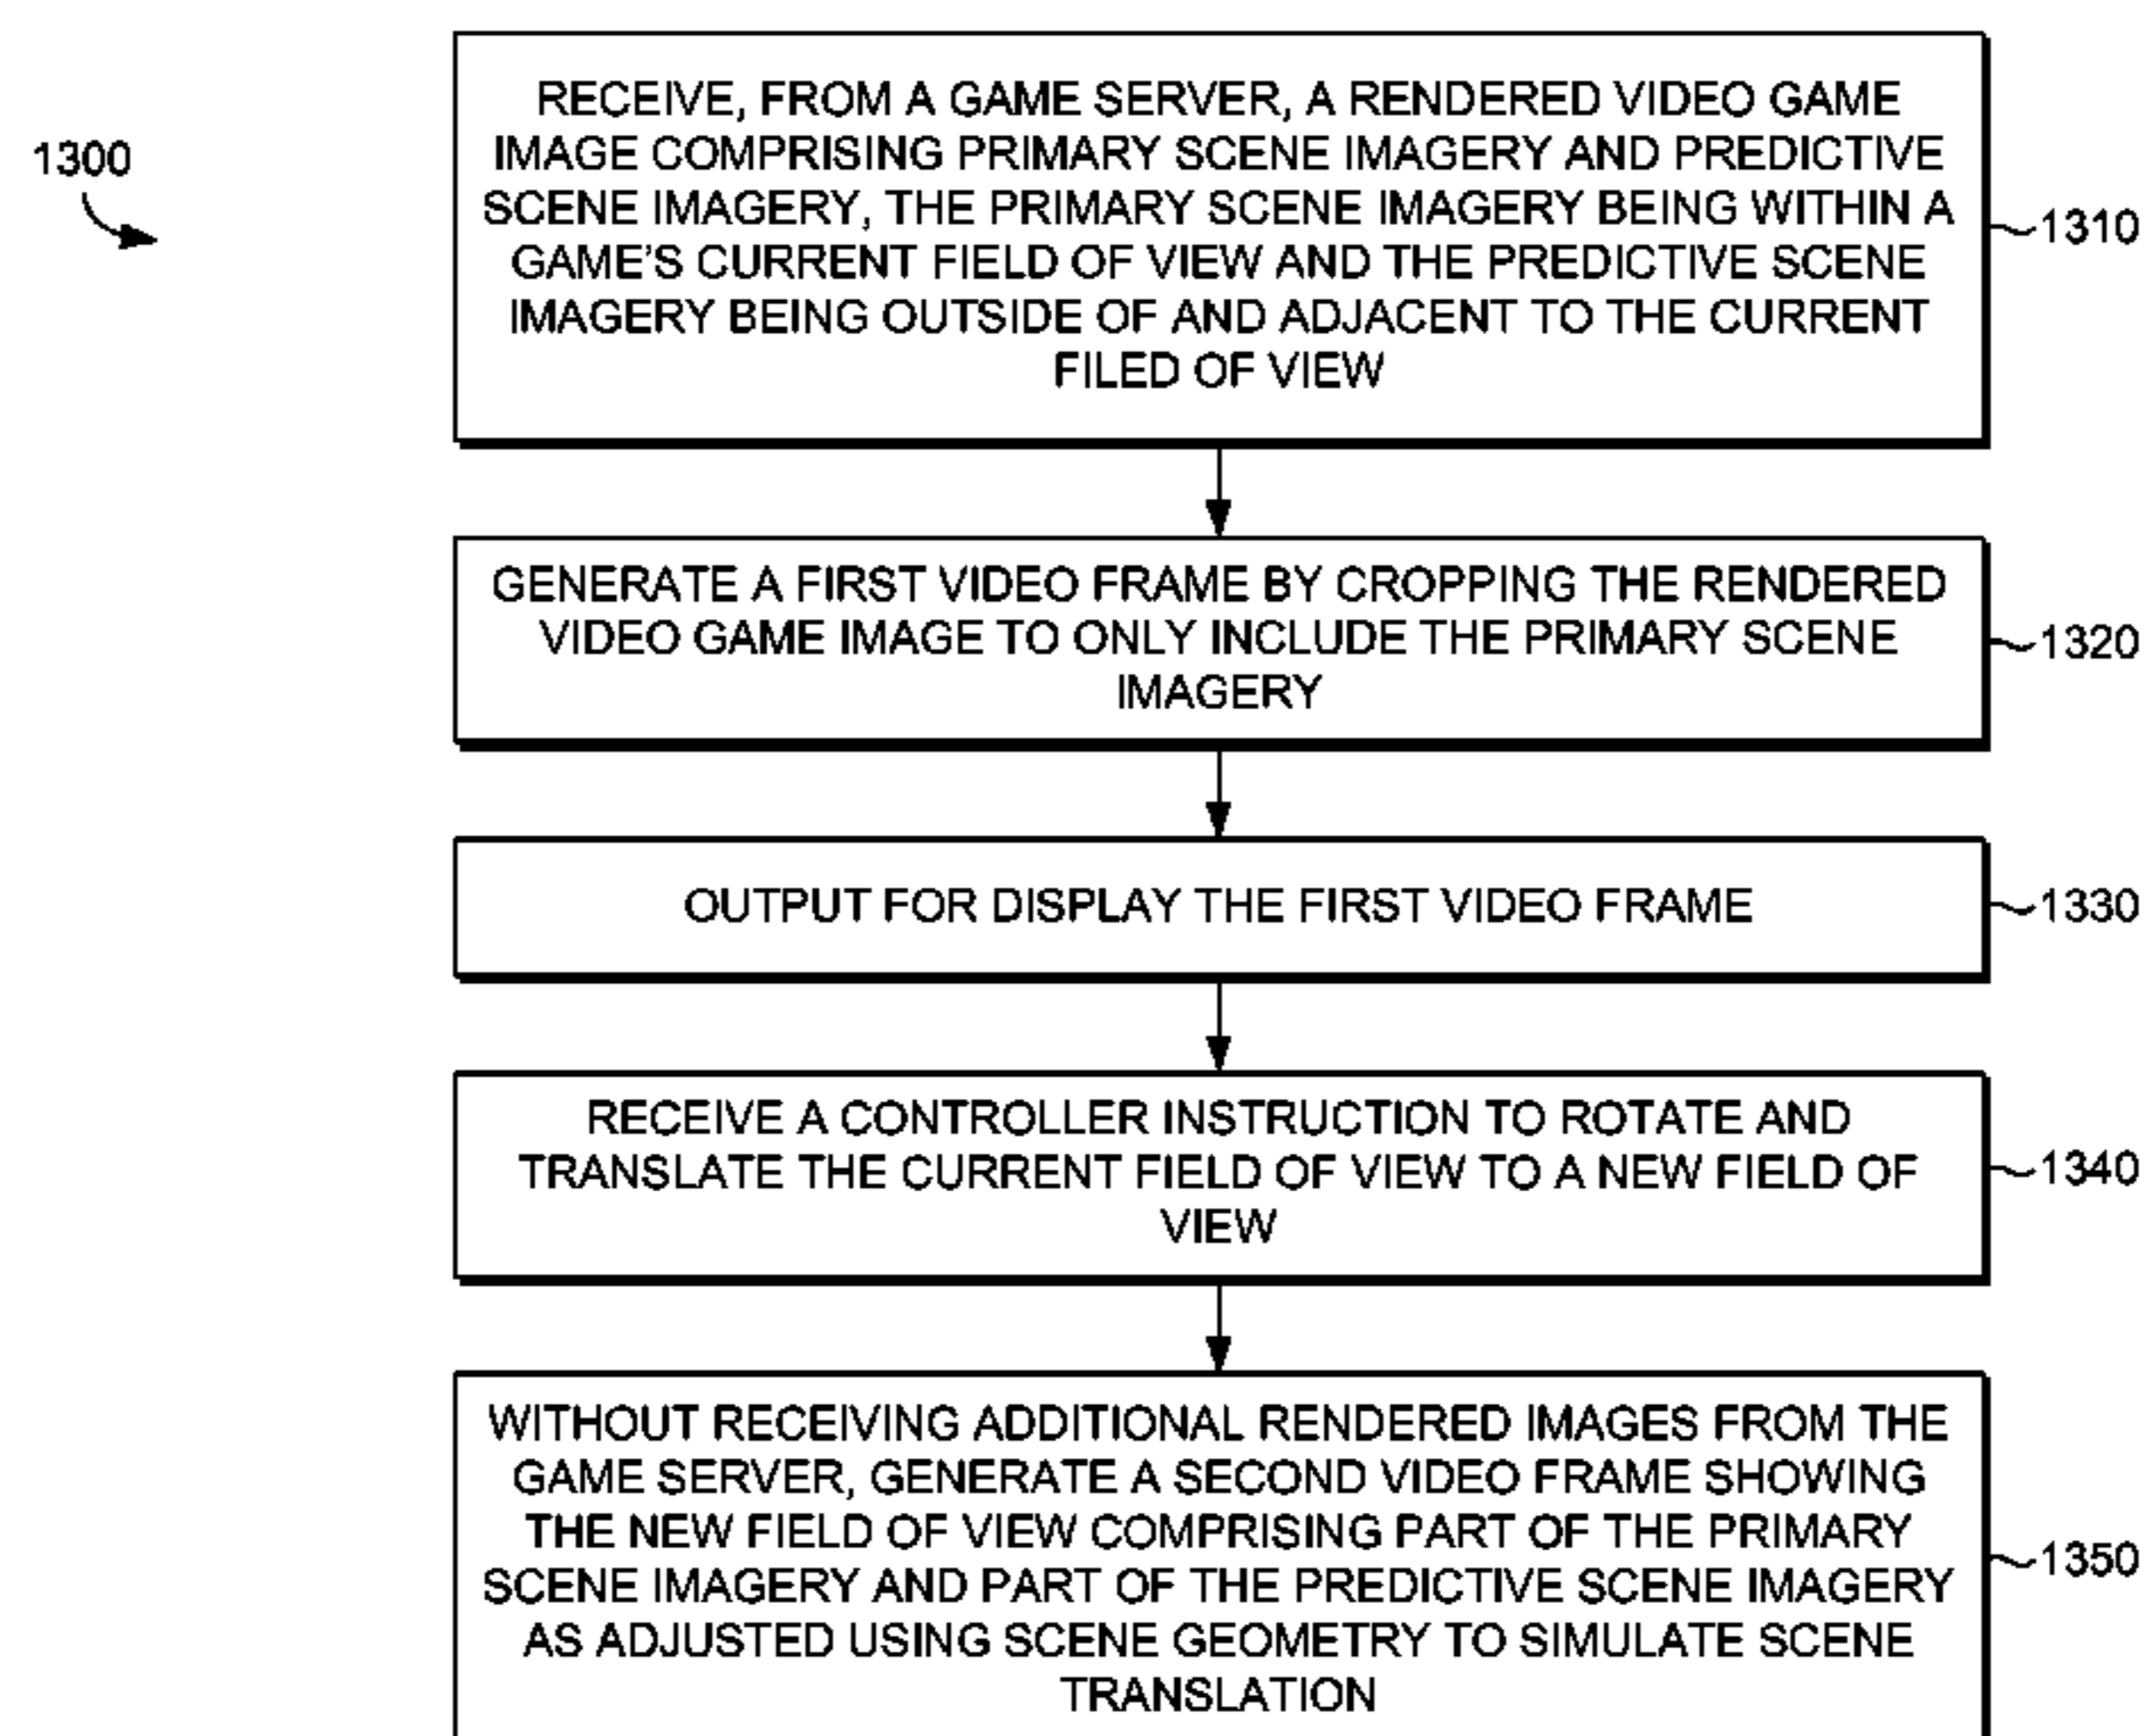 1300
RECEIVE, FROM A GAME SERVER, A RENDERED VIDEO GAME
IMAGE COMPRISING PRIMARY SCENE IMAGERY AND PREDICTIVE
SCENE IMAGERY, THE PRIMARY SCENE IMAGERY BEING WITHIN A
GAME'S CURRENT FIELD OF VIEW AND THE PREDICTIVE SCENE
IMAGERY BEING OUTSIDE OF AND ADJACENT TO THE CURRENT
FILED OF VIEW
1310
GENERATE A FIRST VIDEO FRAME BY CROPPING THE RENDERED
VIDEO GAME IMAGE TO ONLY INCLUDE THE PRIMARY SCENE
IMAGERY
1320
OUTPUT FOR DISPLAY THE FIRST VIDEO FRAME
1330
RECEIVE A CONTROLLER INSTRUCTION TO ROTATE AND
TRANSLATE THE CURRENT FIELD OF VIEW TO A NEW FIELD OF
VIEW
1340
WITHOUT RECEIVING ADDITIONAL RENDERED IMAGES FROM THE
GAME SERVER, GENERATE A SECOND VIDEO FRAME SHOWING
THE NEW FIELD OF VIEW COMPRISING PART OF THE PRIMARY
SCENE IMAGERY AND PART OF THE PREDICTIVE SCENE IMAGERY
AS ADJUSTED USING SCENE GEOMETRY TO SIMULATE SCENE
TRANSLATION
1350